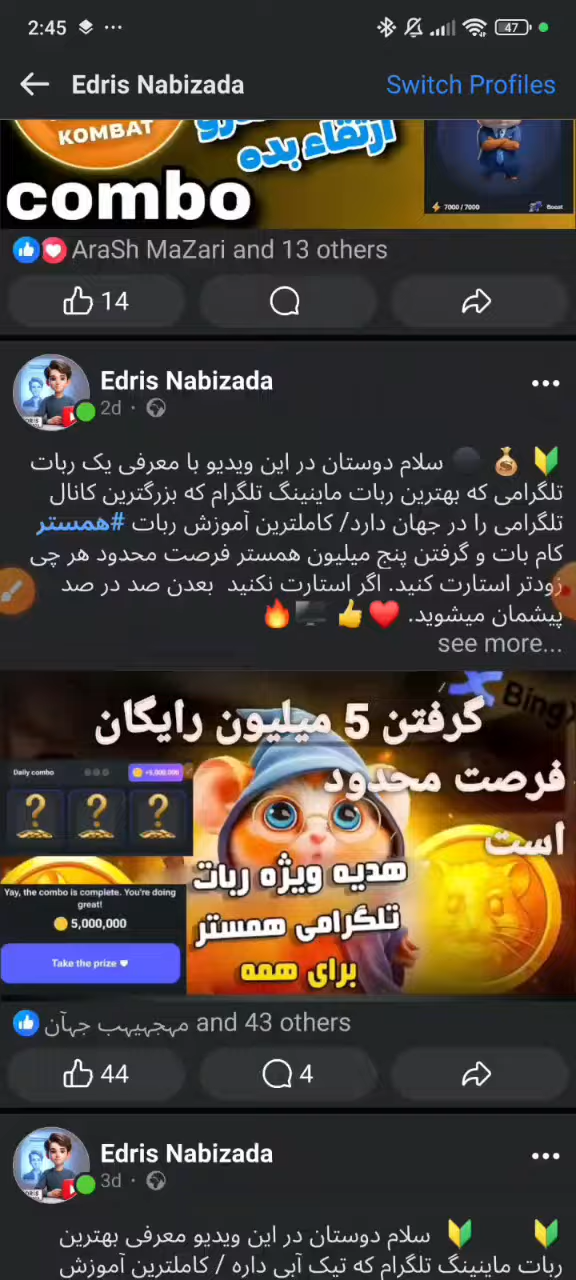 2:45
47
Edris Nabizada
Switch Profiles
KOMBAT
ارتقاء بده
combo
7000 / 7000
Boost
AraSh MaZari and 13 others
14
Edris Nabizada
2d
سلام دوستان در این ویدیو با معرفی یک ربات
تلگرامی که بهترین ربات ماینینگ تلگرام که بزرگترین کانال
تلگرامی را در جهان دارد/ کاملترین آموزش ربات #همستر
کام بات و گرفتن پنج میلیون همستر فرصت محدود هر چی
زودتر استارت کنید. اگر استارت نکنید بعدن صد در صد
پیشمان میشوید.
see more...
BingX
گرفتن 5 میلیون رایگان
فرصت محدود
است
Daily combo
+5,000,000
Yay, the combo is complete. You're doing
great!
5,000,000
Take the prize
هدیه ویژه ربات
تلگرامی همستر
برای همه
and 43 others
44
4
Edris Nabizada
3d
سلام دوستان در این ویدیو معرفی بهترین
ربات ماینینگ تلگرام که تیک آبی داره / کاملترین آموزش